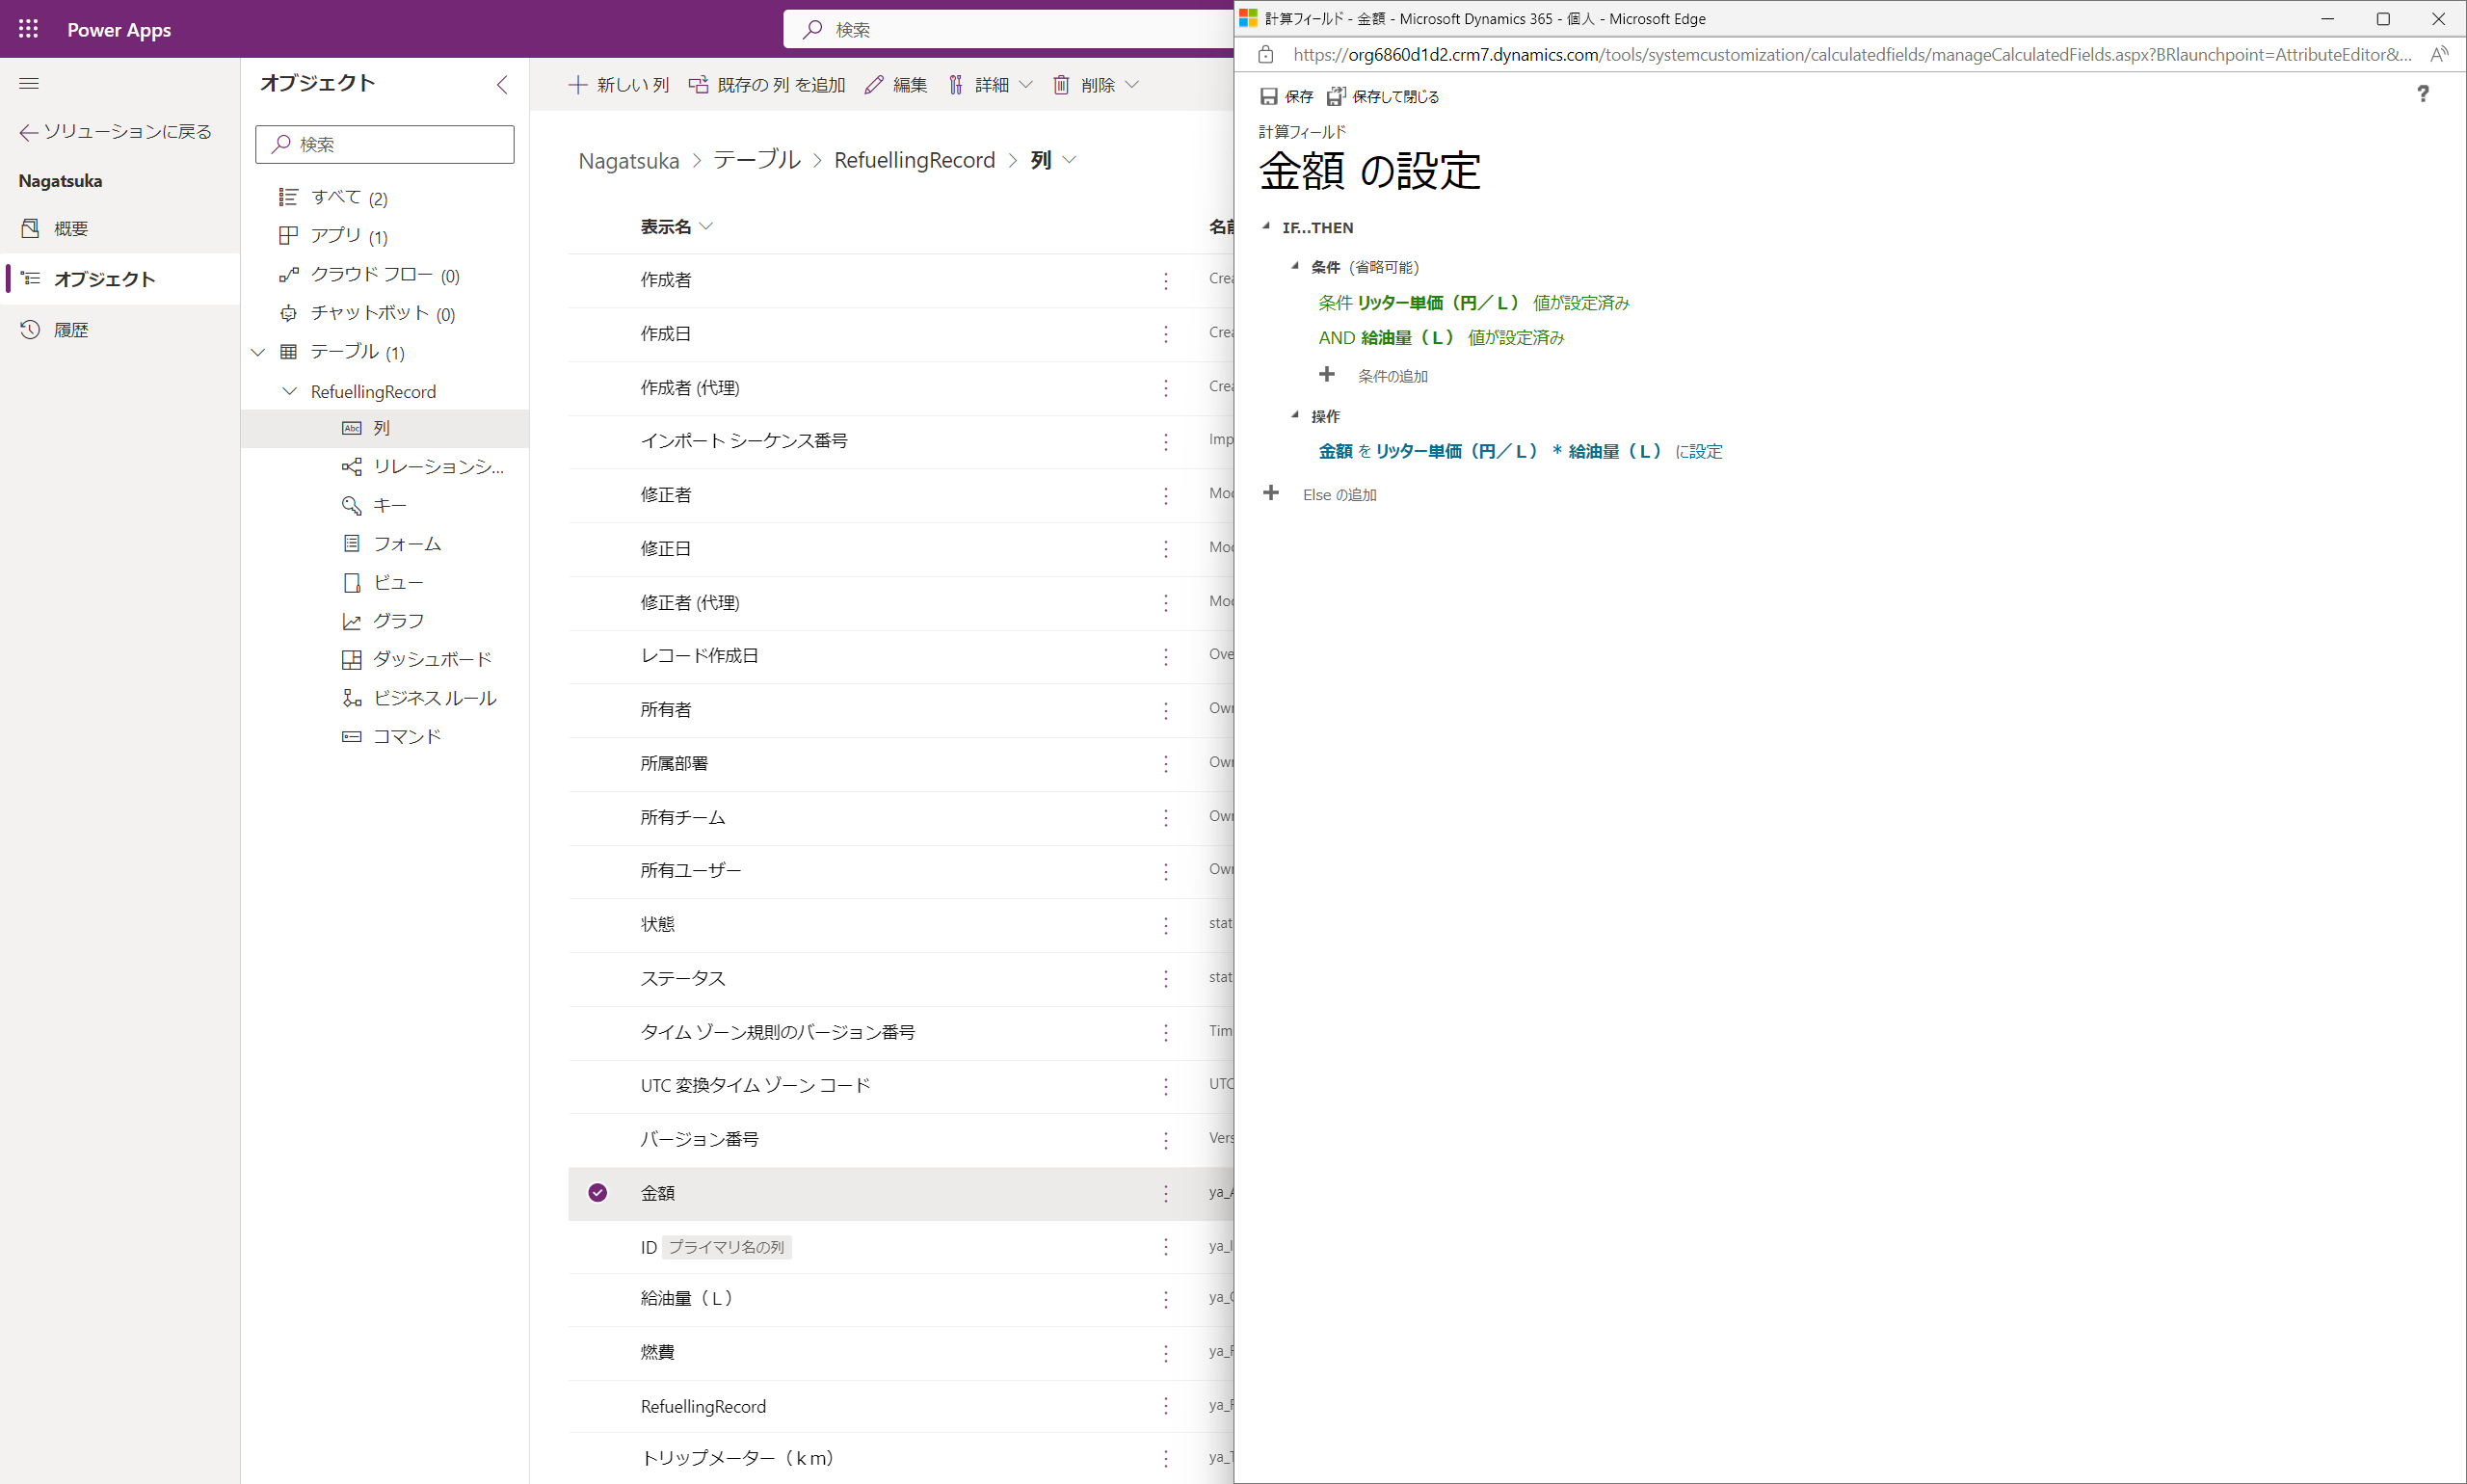 Power Apps
検索
ソリューションに戻る
Nagatsuka
概要
オブジェクト
履歴
オブジェクト
検索
すべて (2)
アプリ (1)
クラウド フロー (0)
チャットボット (0)
テーブル (1)
RefuellingRecord
Abc 列
リレーションシ...
キー
フォーム
ビュー
グラフ
ダッシュボード
ビジネス ルール
コマンド
新しい 列 既存の 列 を追加 編集 詳細 削除
Nagatsuka > テーブル > RefuellingRecord > 列
表示名
作成者 Crea
作成日 Crea
作成者 (代理) Crea
インポート シーケンス番号 Imp
修正者
修正日
修正者 (代理)
レコード作成日 Ove
所有者 Own
所属部署 Own
所有チーム Own
所有ユーザー Own
状態 stat
ステータス stat
タイム ゾーン規則のバージョン番号 Tim
UTC 変換タイム ゾーン コード UTC
バージョン番号 Vers
金額
ID プライマリ名の列
給油量（Ｌ）
燃費
RefuellingRecord
トリップメーター（ｋｍ）
計算フィールド - 金額 - Microsoft Dynamics 365 - 個人 - Microsoft Edge
https://org6860d1d2.crm7.dynamics.com/tools/systemcustomization/calculatedfields/manageCalculatedFields.aspx?BRlaunchpoint=AttributeEditor&...
保存 保存して閉じる ?
計算フィールド
金額 の設定
IF...THEN
条件 (省略可能)
条件 リッター単価（円／Ｌ） 値が設定済み
AND 給油量（Ｌ） 値が設定済み
条件の追加
操作
金額 を リッター単価（円／Ｌ） * 給油量（Ｌ） に設定
Else の追加